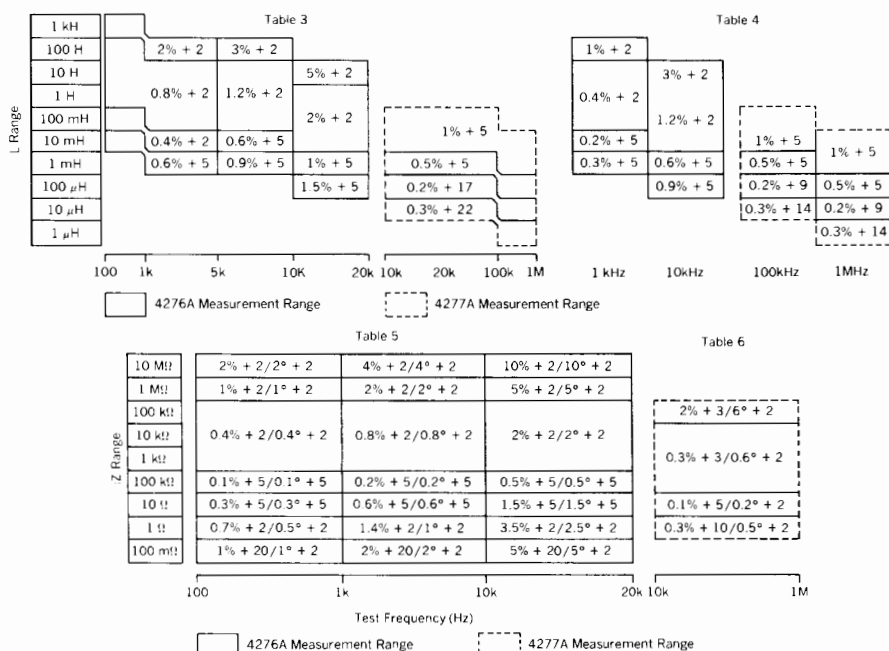 Table 3
Table 4
L Range
1 kH
100 H
2% + 2
3% + 2
1% + 2
10 H
5% + 2
3% + 2
1 H
0.8% + 2
1.2% + 2
0.4% + 2
100 mH
2% + 2
1% + 5
1.2% + 2
10 mH
0.4% + 2
0.6% + 5
0.2% + 5
1% + 5
1% + 5
1 mH
0.6% + 5
0.9% + 5
1% + 5
0.5% + 5
0.3% + 5
0.6% + 5
0.5% + 5
100 μH
1.5% + 5
0.2% + 17
0.9% + 5
0.2% + 9
0.5% + 5
10 μH
0.3% + 22
0.3% + 14
0.2% + 9
1 μH
0.3% + 14
100 1k 5k 10K 20k 10k 20k 100k 1M 1 kHz 10kHz 100kHz 1MHz
4276A Measurement Range
4277A Measurement Range
Table 5
Table 6
|Z Range
10 MΩ
2% + 2/2° + 2
4% + 2/4° + 2
10% + 2/10° + 2
1 MΩ
1% + 2/1° + 2
2% + 2/2° + 2
5% + 2/5° + 2
100 kΩ
2% + 3/6° + 2
10 kΩ
0.4% + 2/0.4° + 2
0.8% + 2/0.8° + 2
2% + 2/2° + 2
1 kΩ
0.3% + 3/0.6° + 2
100 kΩ
0.1% + 5/0.1° + 5
0.2% + 5/0.2° + 5
0.5% + 5/0.5° + 5
10 Ω
0.3% + 5/0.3° + 5
0.6% + 5/0.6° + 5
1.5% + 5/1.5° + 5
0.1% + 5/0.2° + 2
1 Ω
0.7% + 2/0.5° + 2
1.4% + 2/1° + 2
3.5% + 2/2.5° + 2
0.3% + 10/0.5° + 2
100 mΩ
1% + 20/1° + 2
2% + 20/2° + 2
5% + 20/5° + 2
100 1k 10k 20k 10k 1M
Test Frequency (Hz)
4276A Measurement Range
4277A Measurement Range